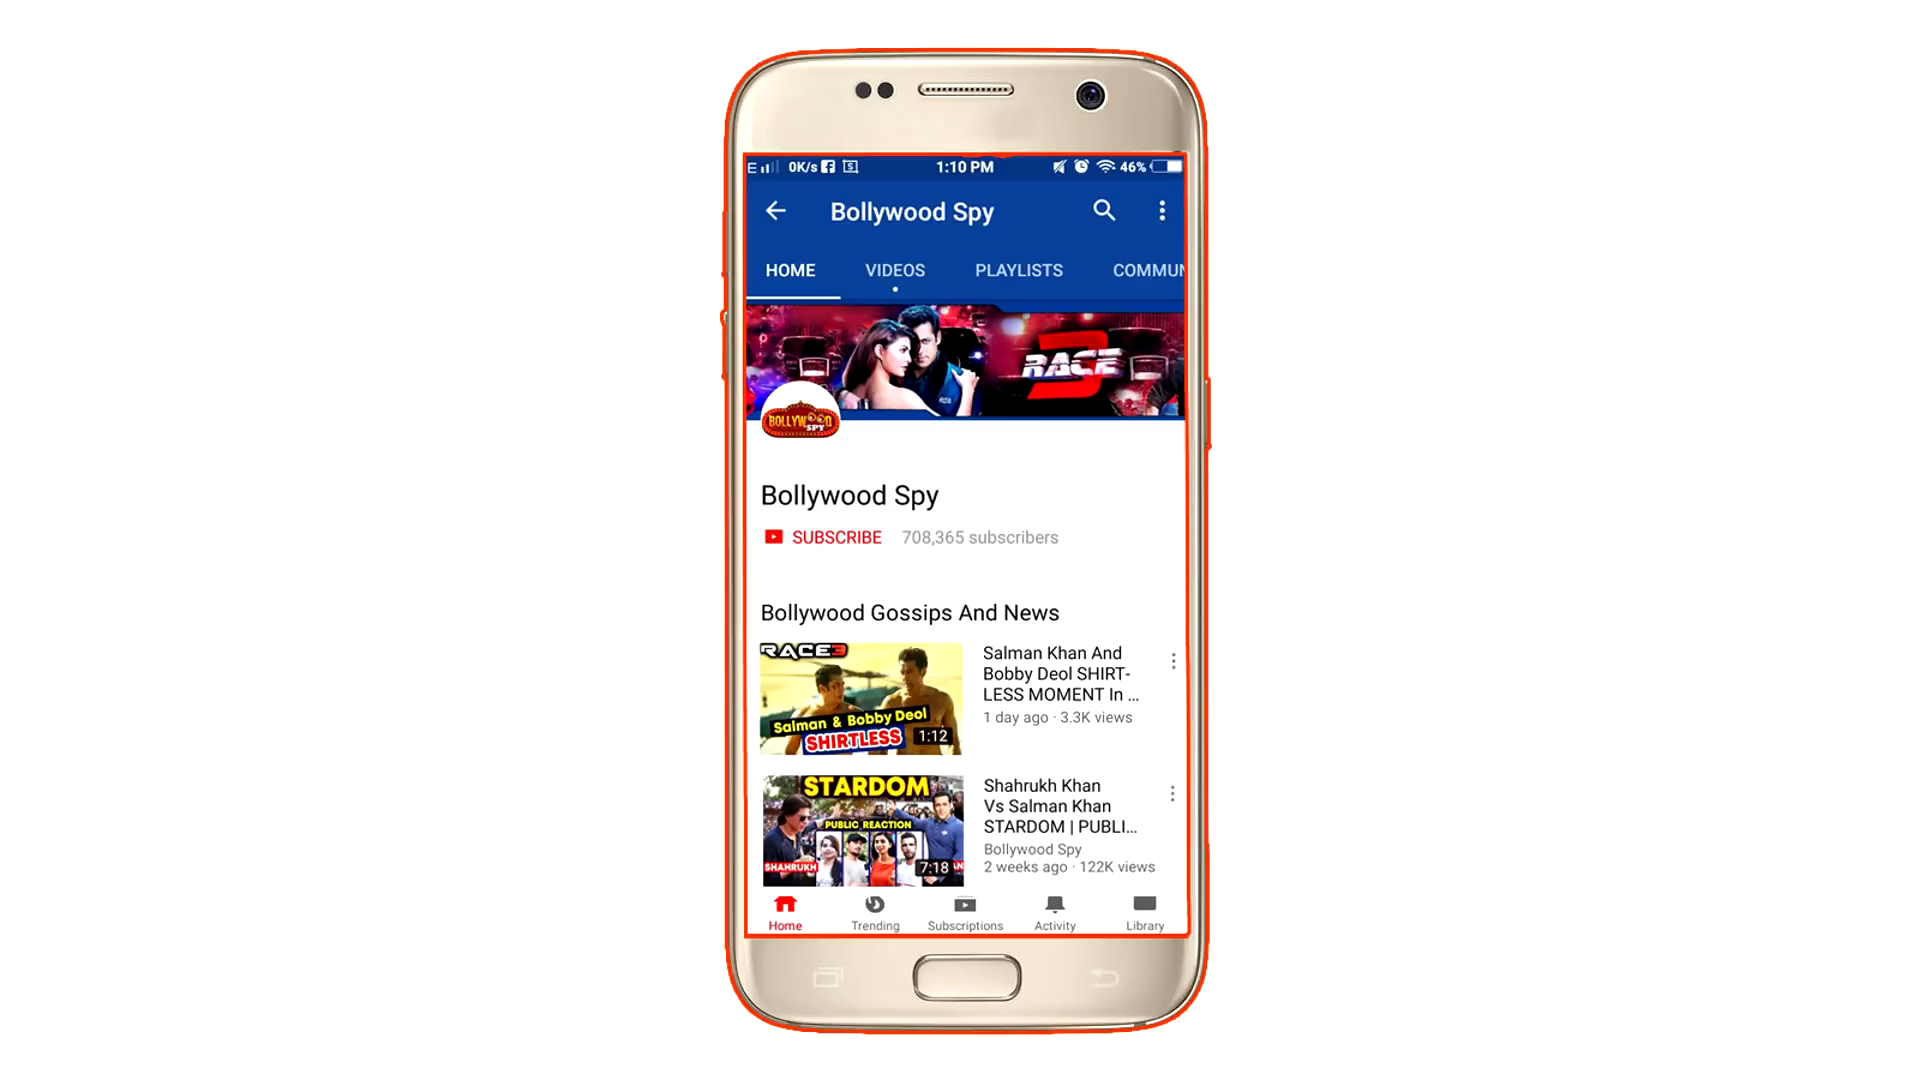 E 0K/s 1:10 PM 46%
Bollywood Spy
HOME VIDEOS PLAYLISTS COMMUN
RACE 3
BOLLYWOOD
SPY
Bollywood Spy
SUBSCRIBE 708,365 subscribers
Bollywood Gossips And News
RACE3
Salman & Bobby Deol
SHIRTLESS
1:12
Salman Khan And
Bobby Deol SHIRT-
LESS MOMENT In ...
1 day ago · 3.3K views
STARDOM
PUBLIC REACTION
SHAHRUKH
7:18
Shahrukh Khan
Vs Salman Khan
STARDOM | PUBLI...
Bollywood Spy
2 weeks ago · 122K views
Home Trending Subscriptions Activity Library